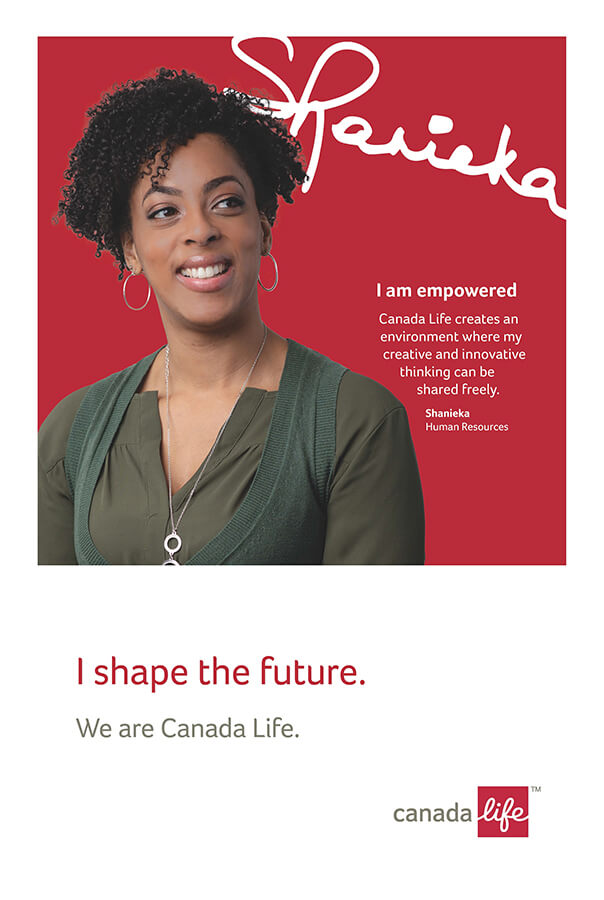 Shanieka
I am empowered
Canada Life creates an
environment where my
creative and innovative
thinking can be
shared freely.
Shanieka
Human Resources
I shape the future.
We are Canada Life.
canada life™